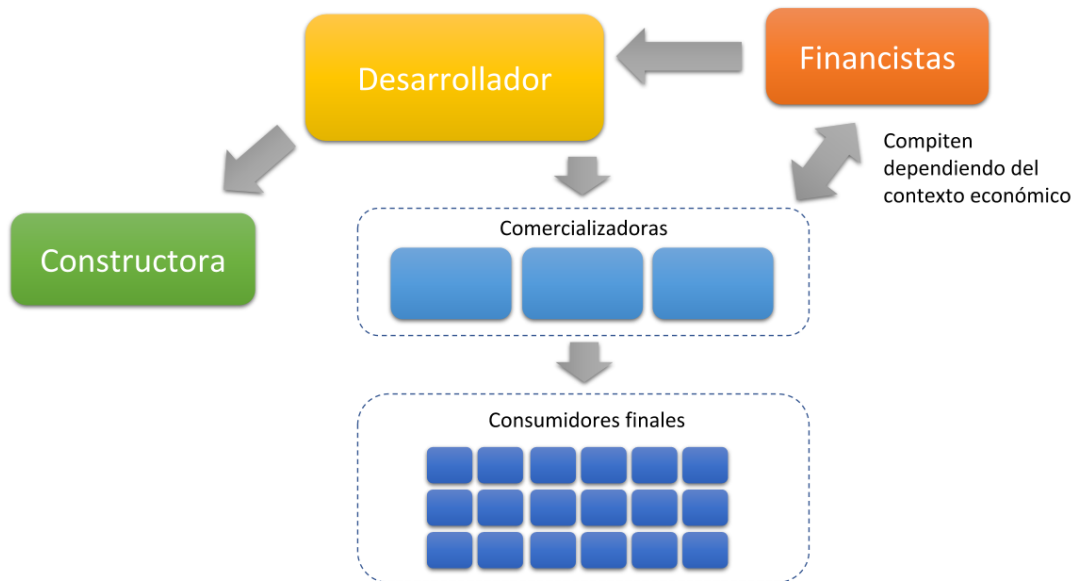 Desarrollador
Financistas
Compiten
dependiendo del
contexto económico
Constructora
Comercializadoras
Consumidores finales